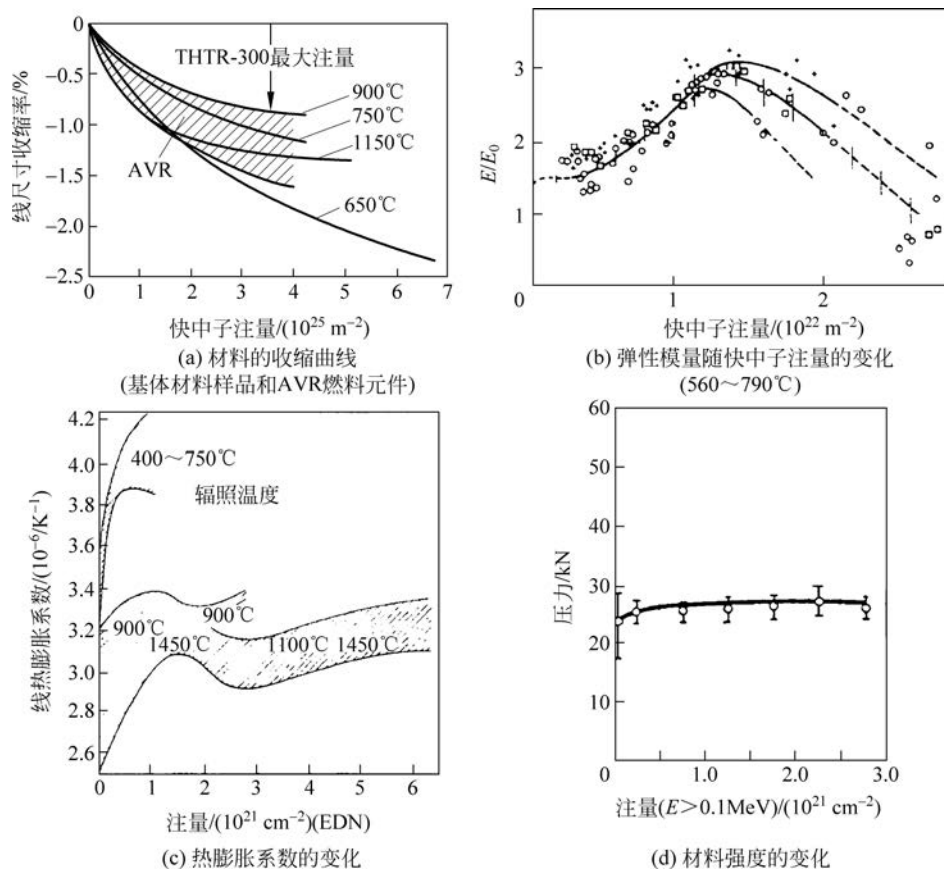 0
−0.5
−1.0
−1.5
−2.0
−2.5
线尺寸收缩率/%
THTR-300最大注量
900℃
750℃
1150℃
AVR
650℃
0 1 2 3 4 5 6 7
快中子注量/(10²⁵ m⁻²)
(a) 材料的收缩曲线
(基体材料样品和AVR燃料元件)
3
2
1
0
E/E₀
1 2
快中子注量/(10²² m⁻²)
(b) 弹性模量随快中子注量的变化
(560～790℃)
4.2
4.0
3.8
3.6
3.4
3.2
3.0
2.8
2.6
线热膨胀系数/(10⁻⁶/K⁻¹)
400～750℃
辐照温度
900℃
900℃
1450℃
1100℃
1450℃
0 1 2 3 4 5 6
注量/(10²¹ cm⁻²)(EDN)
(c) 热膨胀系数的变化
60
50
40
30
20
10
0
压力/kN
1.0 2.0 3.0
注量(E＞0.1MeV)/(10²¹ cm⁻²)
(d) 材料强度的变化